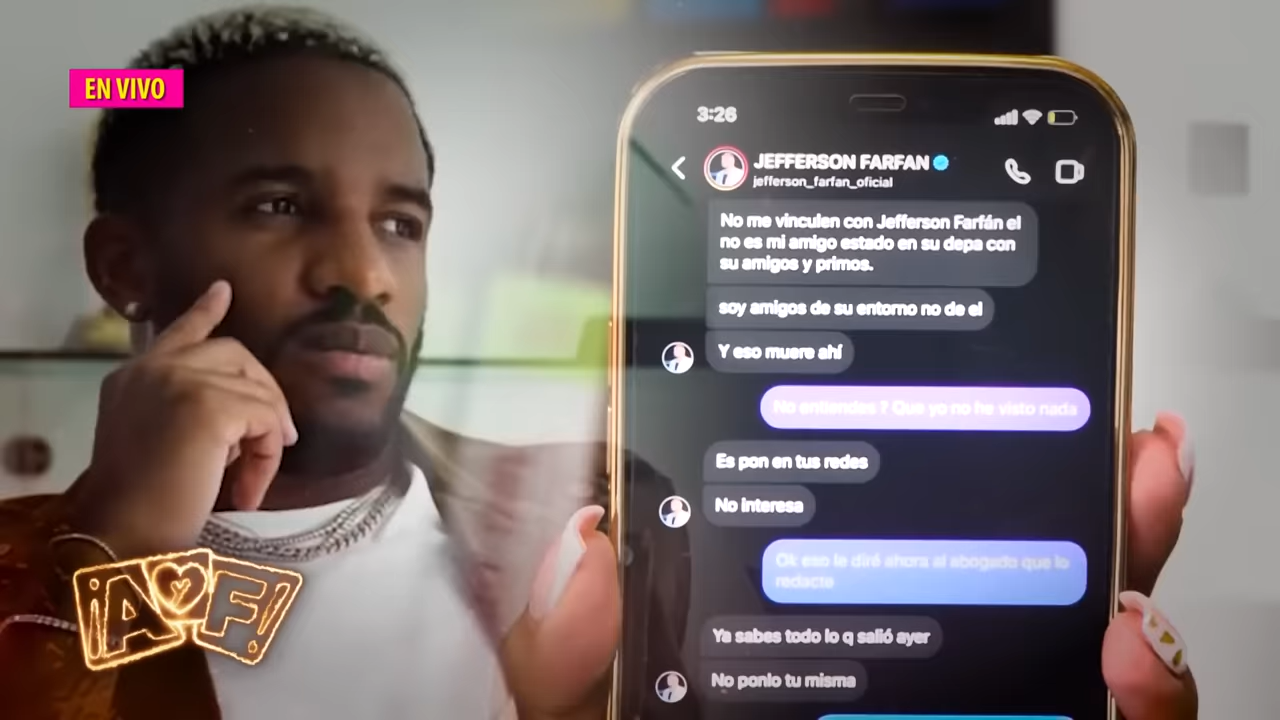 EN VIVO
¡A♥yF!
3:26
JEFFERSON FARFAN
jefferson_farfan_oficial
No me vinculen con Jefferson Farfán el
no es mi amigo estado en su depa con
su amigos y primos.
soy amigos de su entorno no de el
Y eso muere ahí
No entiendes ? Que yo no he visto nada
Es pon en tus redes
No interesa
Ok eso le diré ahora al abogado que lo
redacte
Ya sabes todo lo q salió ayer
No ponlo tu misma